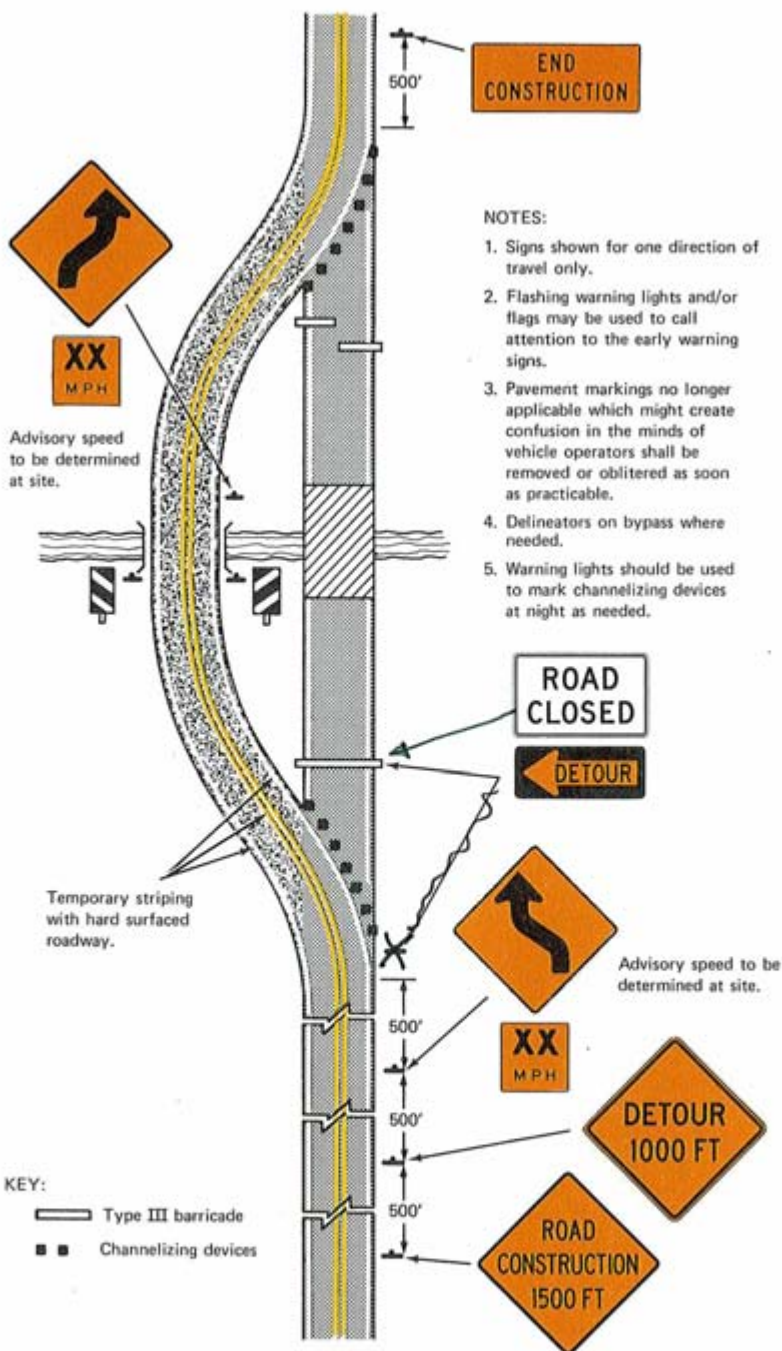 END
CONSTRUCTION
500'
NOTES:
1. Signs shown for one direction of
travel only.
2. Flashing warning lights and/or
flags may be used to call
attention to the early warning
signs.
3. Pavement markings no longer
applicable which might create
confusion in the minds of
vehicle operators shall be
removed or oblitered as soon
as practicable.
4. Delineators on bypass where
needed.
5. Warning lights should be used
to mark channelizing devices
at night as needed.
XX
MPH
Advisory speed
to be determined
at site.
ROAD
CLOSED
DETOUR
Temporary striping
with hard surfaced
roadway.
Advisory speed to be
determined at site.
XX
MPH
500'
500'
500'
DETOUR
1000 FT
ROAD
CONSTRUCTION
1500 FT
KEY:
Type III barricade
Channelizing devices